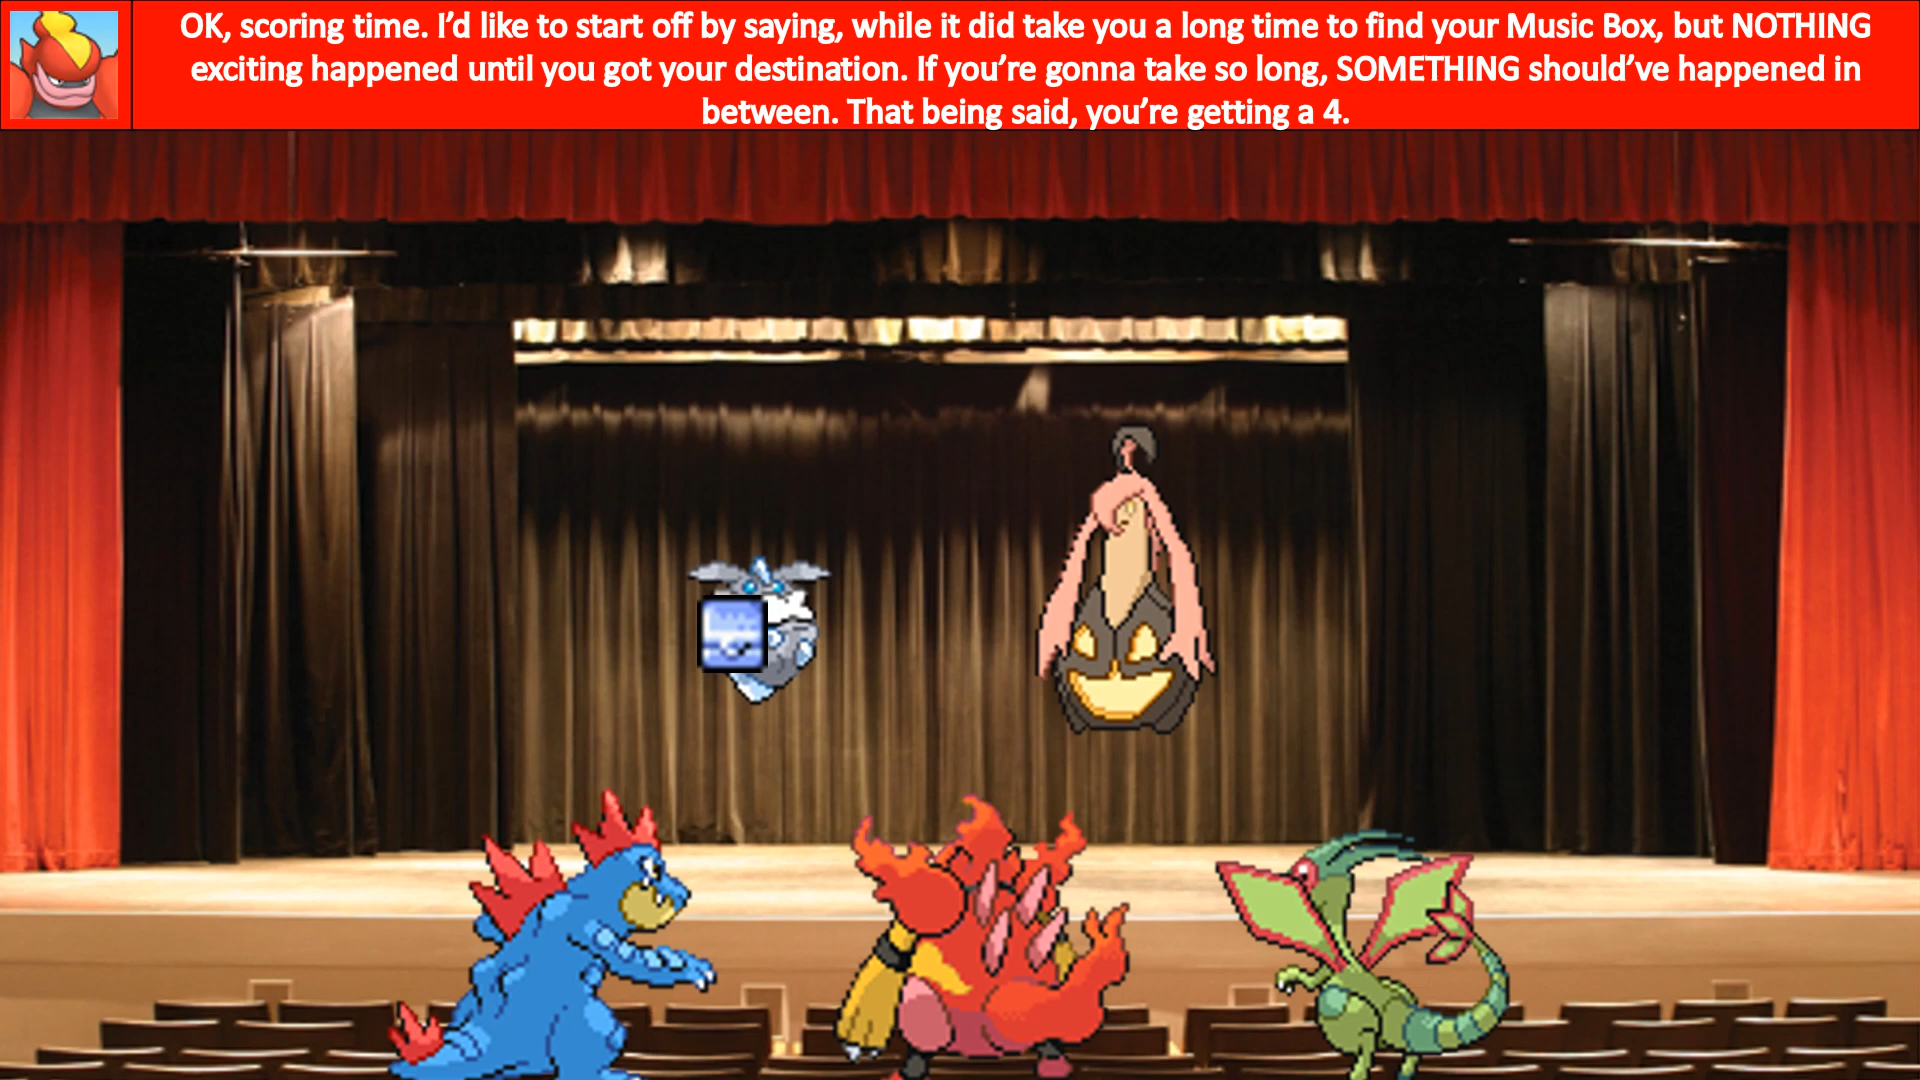 OK, scoring time. I’d like to start off by saying, while it did take you a long time to find your Music Box, but NOTHING
exciting happened until you got your destination. If you’re gonna take so long, SOMETHING should’ve happened in
between. That being said, you’re getting a 4.